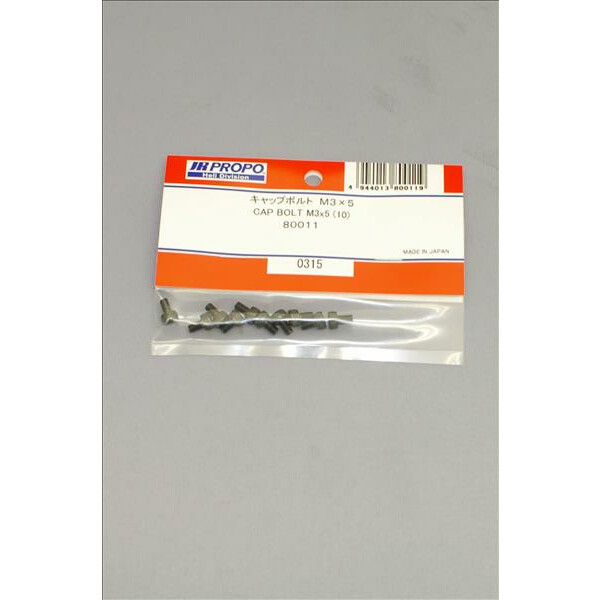 JR PROPO
Heli Division
4 944013 800119
キャップボルト M3×5
CAP BOLT M3x5 (10)
80011
MADE IN JAPAN
0315